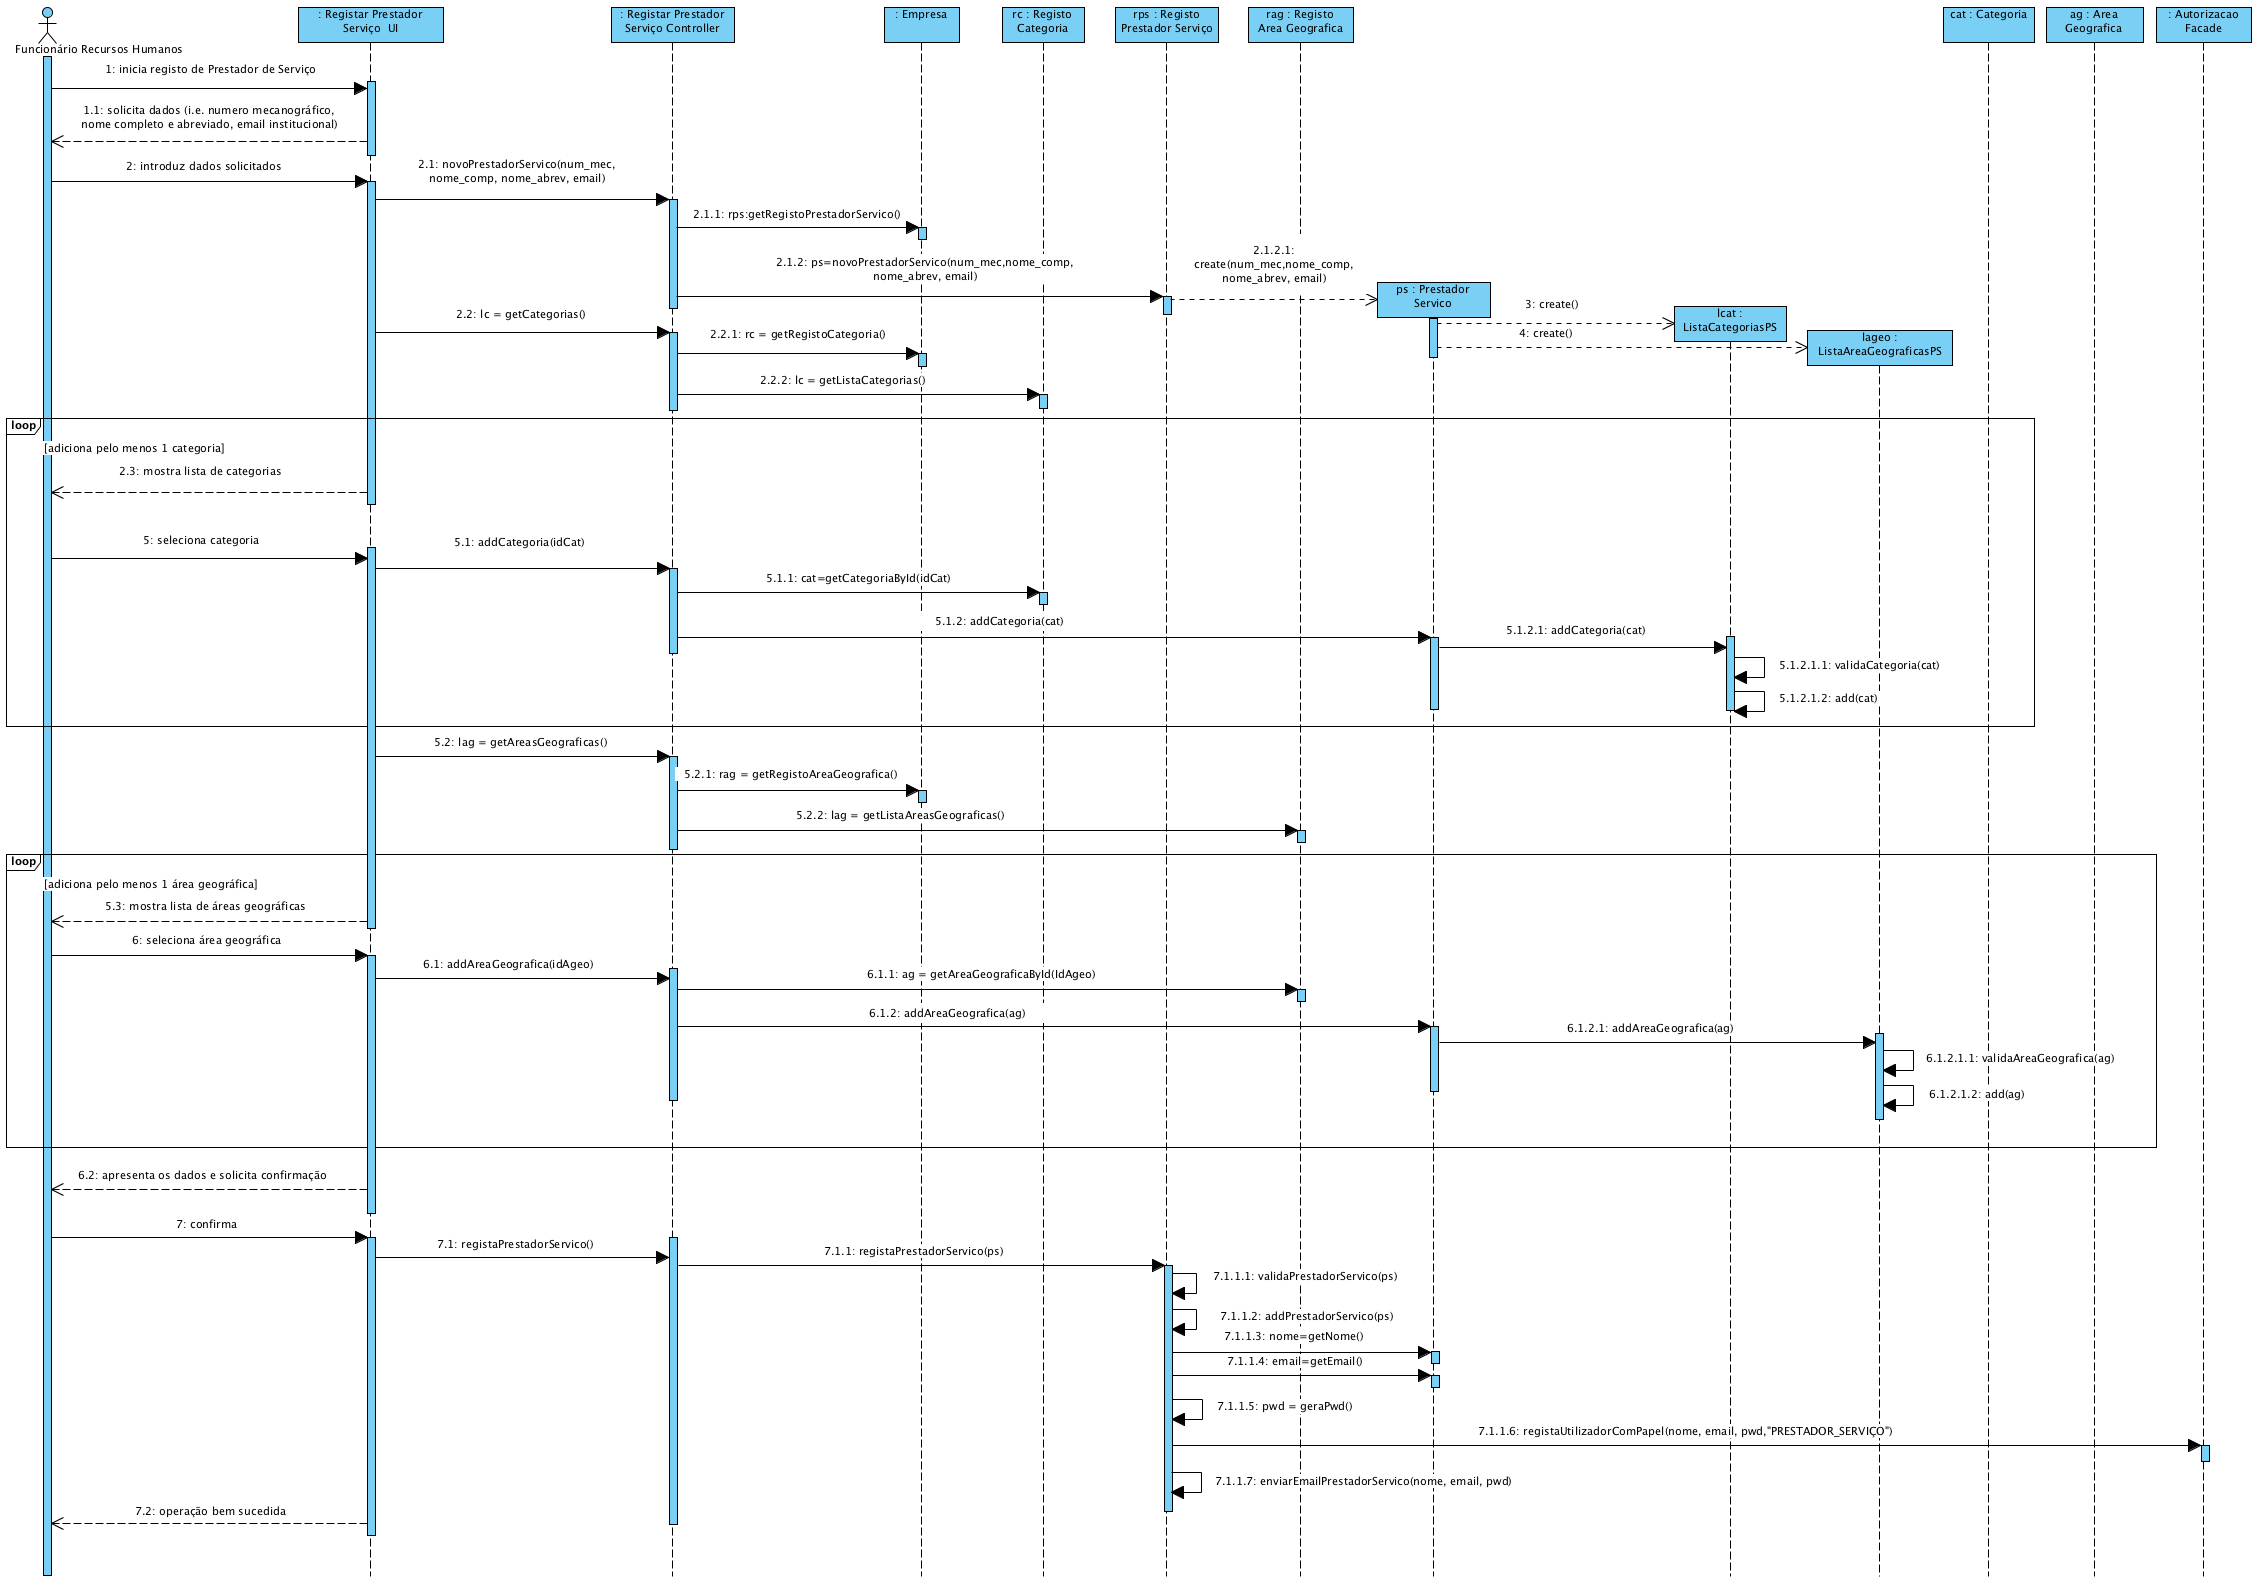 : Registar Prestador
Serviço  UI
: Registar Prestador
Serviço Controller
: Empresa
rc : Registo
Categoria
rps : Registo
Prestador Serviço
rag : Registo
Area Geografica
cat : Categoria
ag : Area
Geografica
: Autorizacao
Facade
Funcionário Recursos Humanos
1: inicia registo de Prestador de Serviço
1.1: solicita dados (i.e. numero mecanográfico,
nome completo e abreviado, email institucional)
2: introduz dados solicitados
2.1: novoPrestadorServico(num_mec,
nome_comp, nome_abrev, email)
2.1.1: rps:getRegistoPrestadorServico()
2.1.2: ps=novoPrestadorServico(num_mec,nome_comp,
nome_abrev, email)
2.1.2.1:
create(num_mec,nome_comp,
nome_abrev, email)
ps : Prestador
Servico
3: create()
lcat :
ListaCategoriasPS
4: create()
lageo :
ListaAreaGeograficasPS
2.2: lc = getCategorias()
2.2.1: rc = getRegistoCategoria()
2.2.2: lc = getListaCategorias()
loop
[adiciona pelo menos 1 categoria]
2.3: mostra lista de categorias
5: seleciona categoria
5.1: addCategoria(idCat)
5.1.1: cat=getCategoriaById(idCat)
5.1.2: addCategoria(cat)
5.1.2.1: addCategoria(cat)
5.1.2.1.1: validaCategoria(cat)
5.1.2.1.2: add(cat)
5.2: lag = getAreasGeograficas()
5.2.1: rag = getRegistoAreaGeografica()
5.2.2: lag = getListaAreasGeograficas()
loop
[adiciona pelo menos 1 área geográfica]
5.3: mostra lista de áreas geográficas
6: seleciona área geográfica
6.1: addAreaGeografica(idAgeo)
6.1.1: ag = getAreaGeograficaById(IdAgeo)
6.1.2: addAreaGeografica(ag)
6.1.2.1: addAreaGeografica(ag)
6.1.2.1.1: validaAreaGeografica(ag)
6.1.2.1.2: add(ag)
6.2: apresenta os dados e solicita confirmação
7: confirma
7.1: registaPrestadorServico()
7.1.1: registaPrestadorServico(ps)
7.1.1.1: validaPrestadorServico(ps)
7.1.1.2: addPrestadorServico(ps)
7.1.1.3: nome=getNome()
7.1.1.4: email=getEmail()
7.1.1.5: pwd = geraPwd()
7.1.1.6: registaUtilizadorComPapel(nome, email, pwd,"PRESTADOR_SERVIÇO")
7.1.1.7: enviarEmailPrestadorServico(nome, email, pwd)
7.2: operação bem sucedida